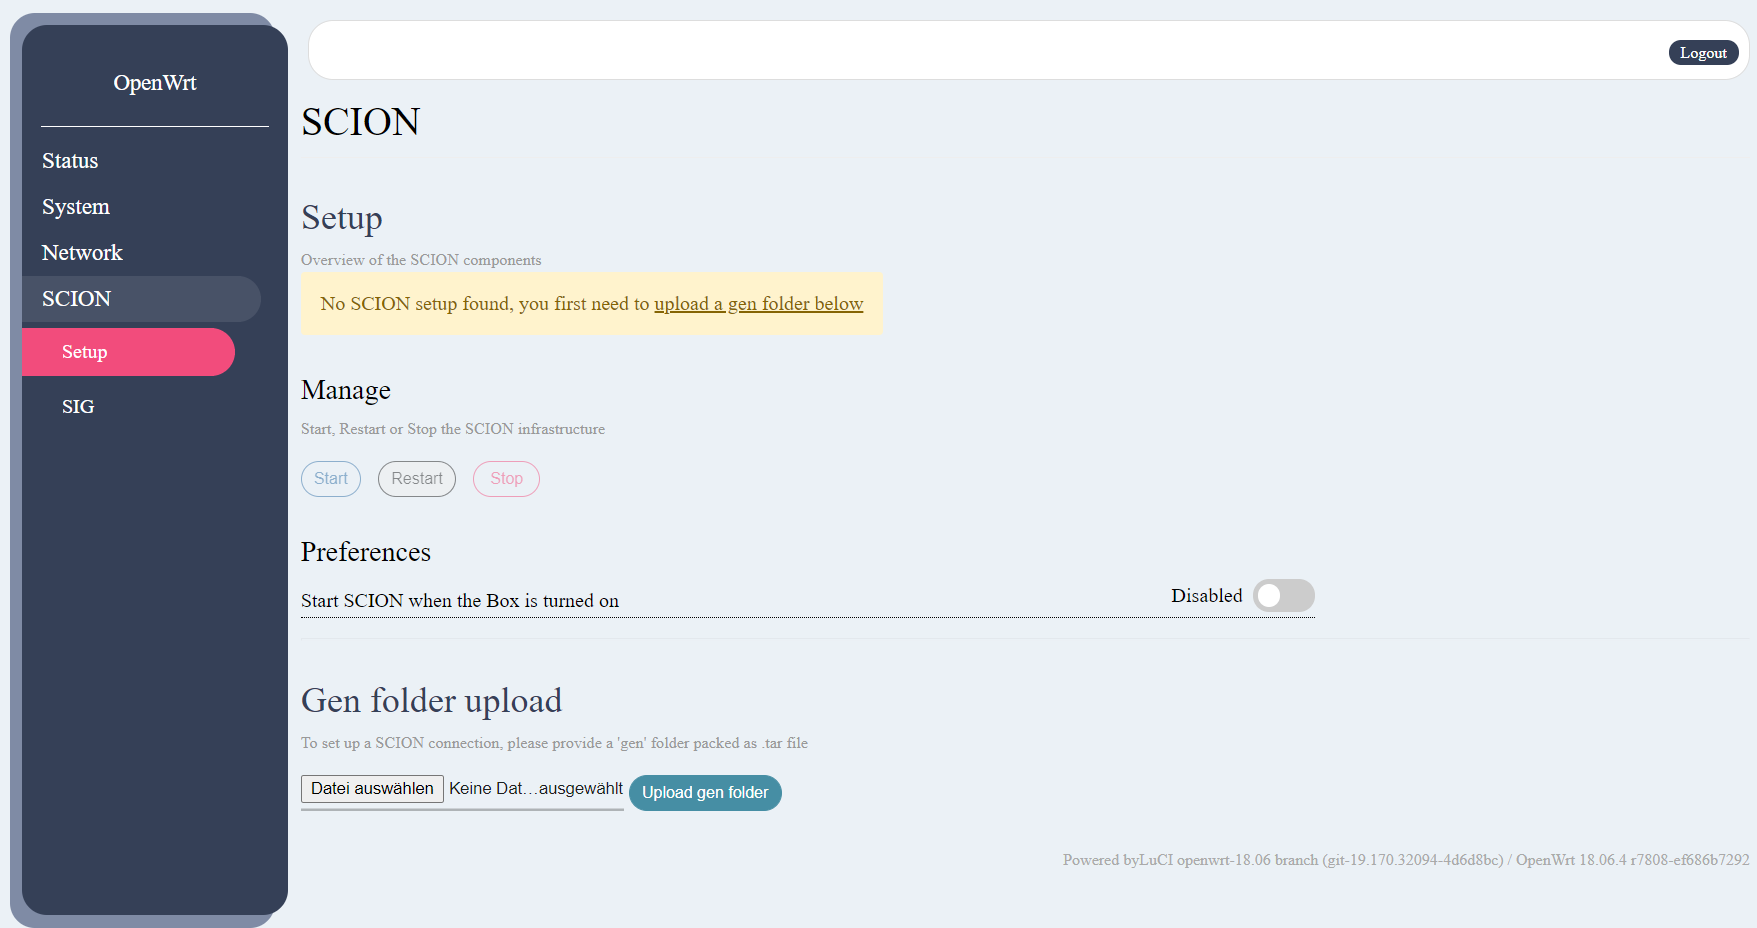 OpenWrt
Status
System
Network
SCION
Setup
SIG
Logout
SCION
Setup
Overview of the SCION components
No SCION setup found, you first need to upload a gen folder below
Manage
Start, Restart or Stop the SCION infrastructure
Start Restart Stop
Preferences
Start SCION when the Box is turned on Disabled
Gen folder upload
To set up a SCION connection, please provide a 'gen' folder packed as .tar file
Datei auswählen Keine Dat…ausgewählt Upload gen folder
Powered byLuCI openwrt-18.06 branch (git-19.170.32094-4d6d8bc) / OpenWrt 18.06.4 r7808-ef686b7292